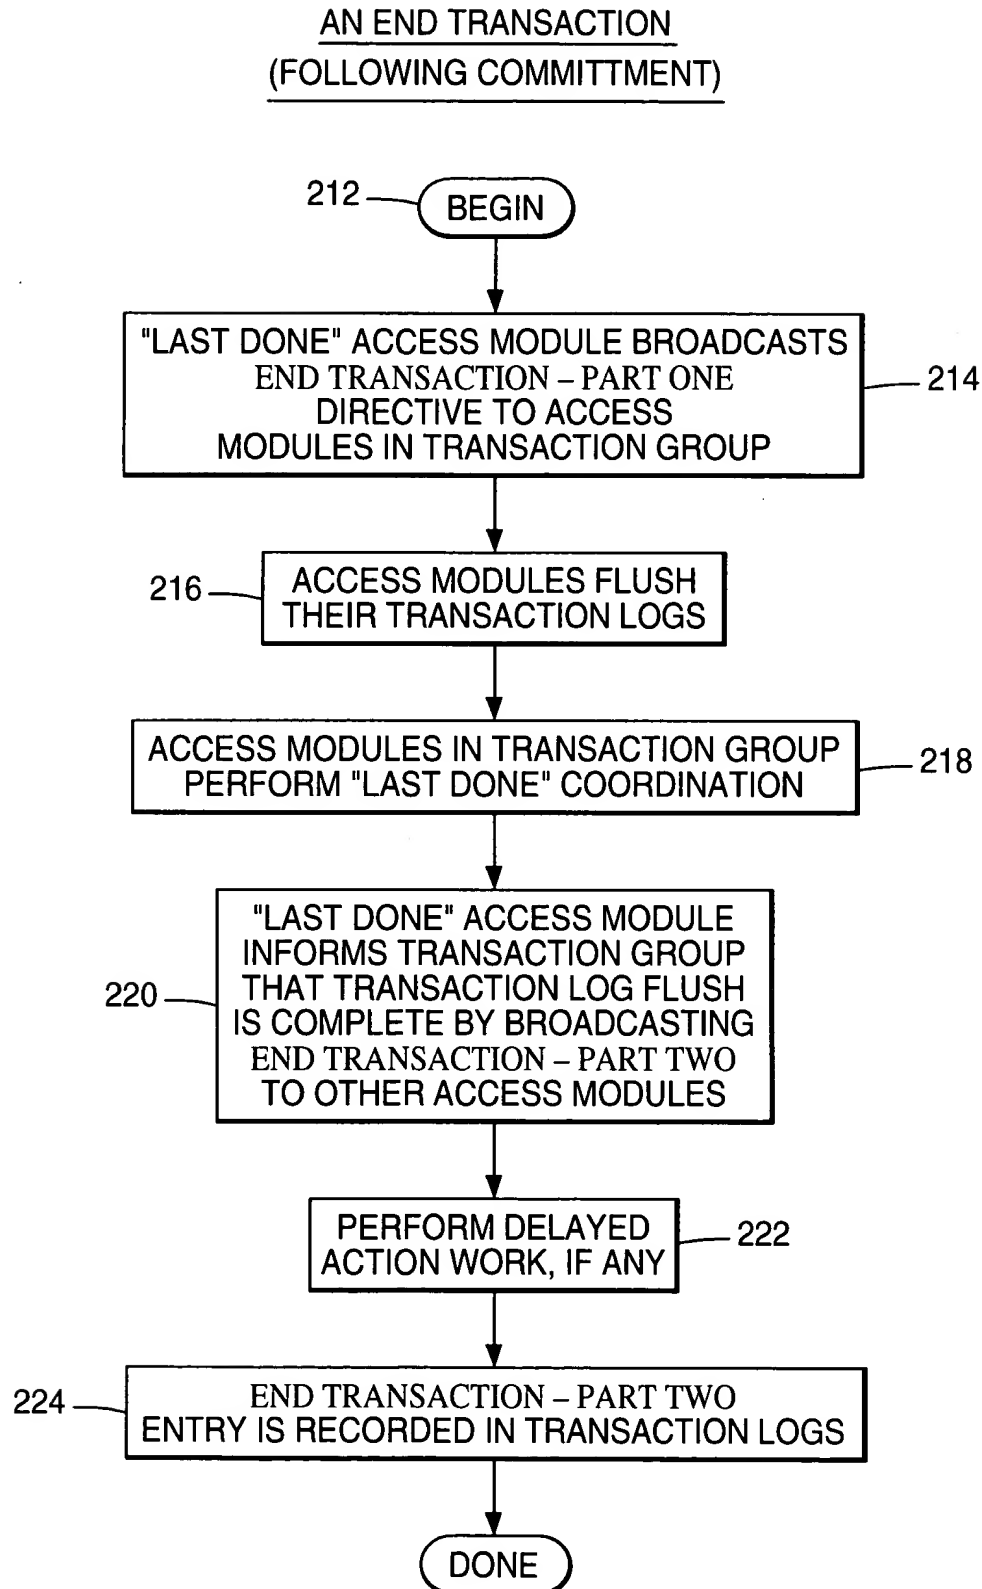 AN END TRANSACTION
(FOLLOWING COMMITTMENT)
212
BEGIN
"LAST DONE" ACCESS MODULE BROADCASTS
END TRANSACTION – PART ONE
DIRECTIVE TO ACCESS
MODULES IN TRANSACTION GROUP
214
216
ACCESS MODULES FLUSH
THEIR TRANSACTION LOGS
ACCESS MODULES IN TRANSACTION GROUP
PERFORM "LAST DONE" COORDINATION
218
"LAST DONE" ACCESS MODULE
INFORMS TRANSACTION GROUP
THAT TRANSACTION LOG FLUSH
IS COMPLETE BY BROADCASTING
END TRANSACTION – PART TWO
TO OTHER ACCESS MODULES
220
PERFORM DELAYED
ACTION WORK, IF ANY
222
224
END TRANSACTION – PART TWO
ENTRY IS RECORDED IN TRANSACTION LOGS
DONE